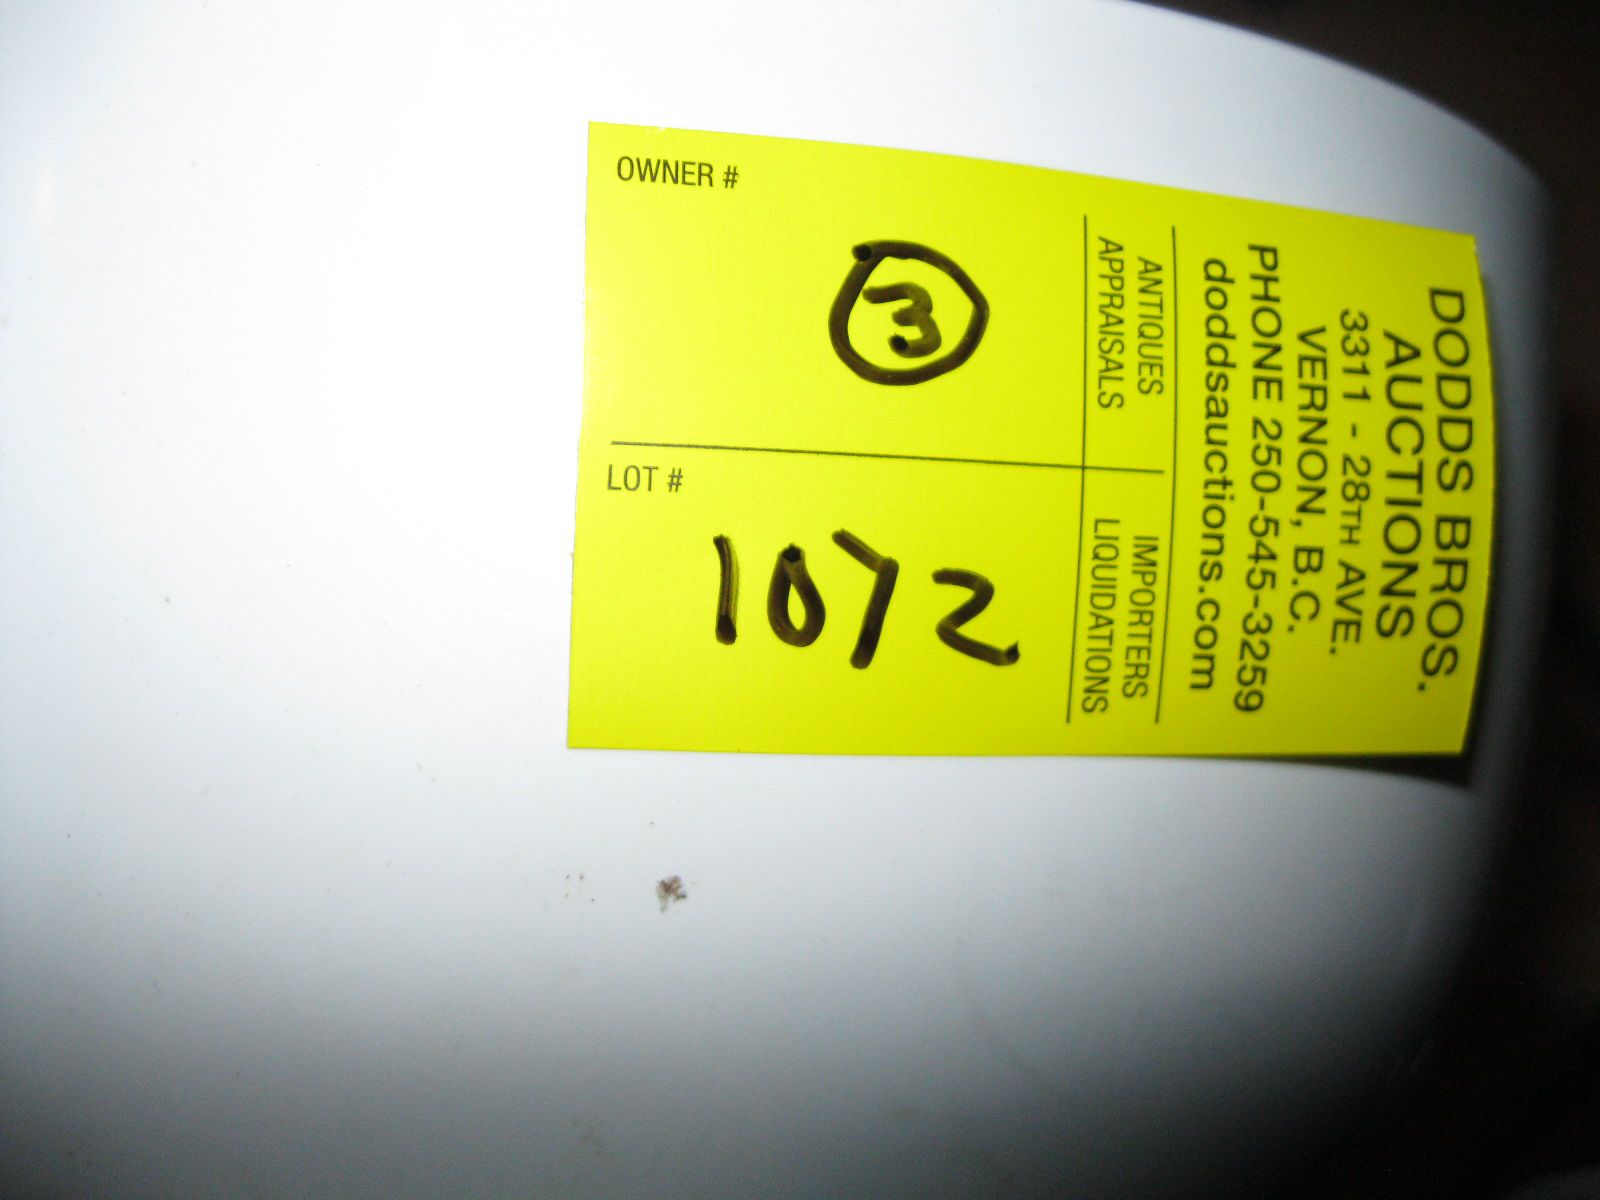 DODDS BROS.
AUCTIONS
3311 - 28TH AVE.
VERNON, B.C.
PHONE 250-545-3259
doddsauctions.com
ANTIQUES
APPRAISALS
IMPORTERS
LIQUIDATIONS
OWNER #
3
LOT #
1072